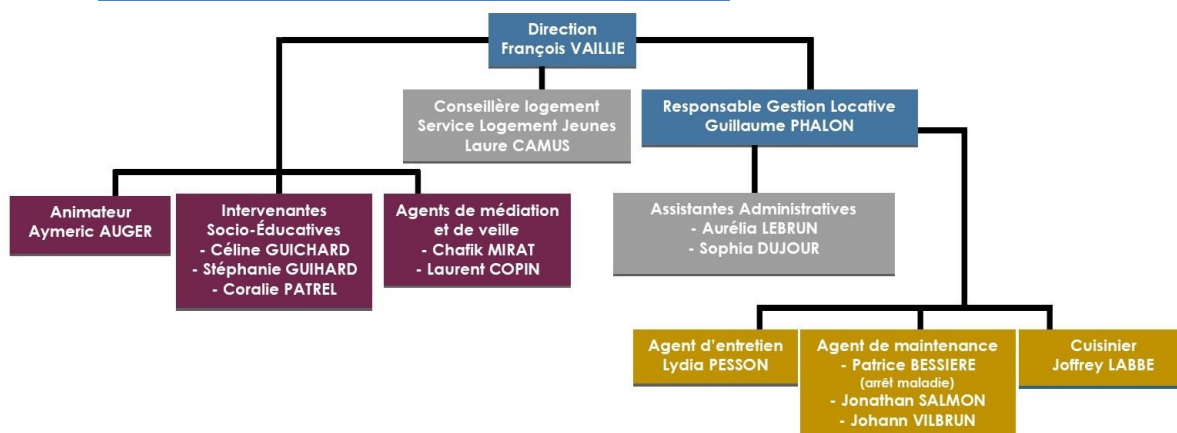 Direction
François VAILLIE
Conseillère logement
Service Logement Jeunes
Laure CAMUS
Responsable Gestion Locative
Guillaume PHALON
Animateur
Aymeric AUGER
Intervenantes
Socio-Éducatives
- Céline GUICHARD
- Stéphanie GUIHARD
- Coralie PATREL
Agents de médiation
et de veille
- Chafik MIRAT
- Laurent COPIN
Assistantes Administratives
- Aurélia LEBRUN
- Sophia DUJOUR
Agent d’entretien
Lydia PESSON
Agent de maintenance
- Patrice BESSIERE
(arrêt maladie)
- Jonathan SALMON
- Johann VILBRUN
Cuisinier
Joffrey LABBE